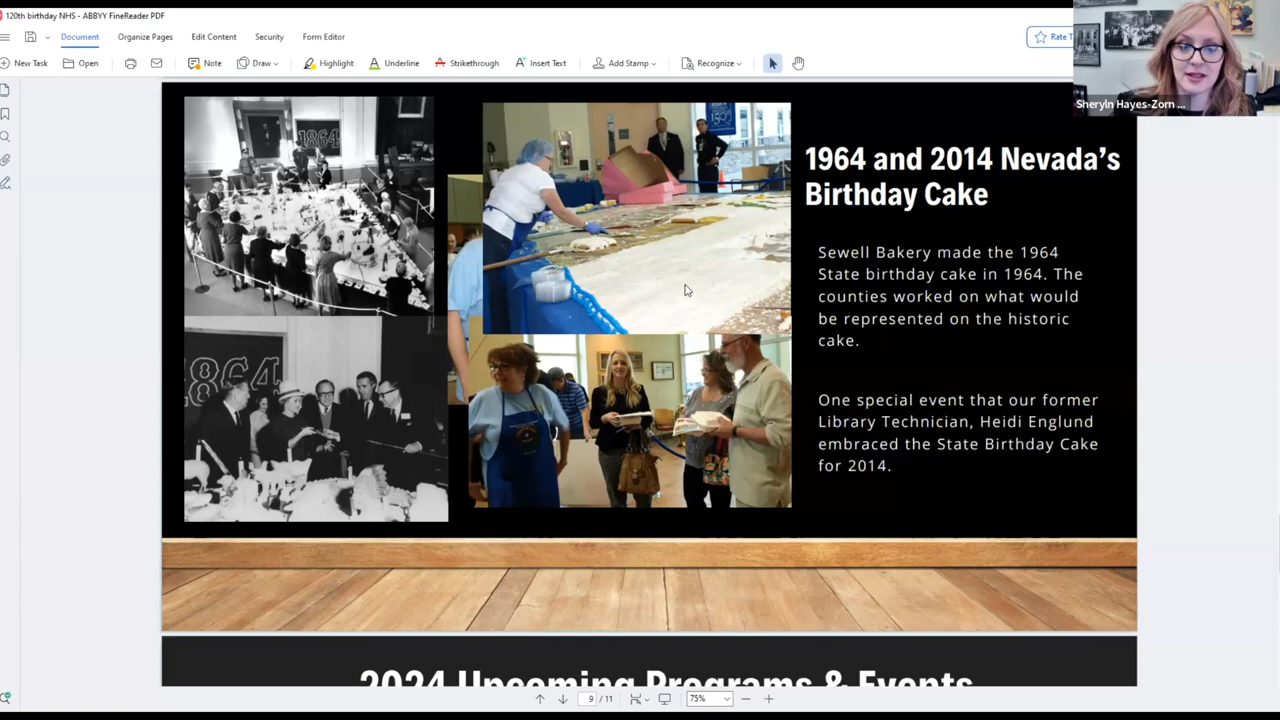 120th birthday NHS - ABBYY FineReader PDF
Document Organize Pages Edit Content Security Form Editor
Rate T
New Task Open Note Draw Highlight Underline Strikethrough Insert Text Add Stamp Recognize
Sheryln Hayes-Zorn ...
1864
150
1864
1964 and 2014 Nevada's
Birthday Cake
Sewell Bakery made the 1964
State birthday cake in 1964. The
counties worked on what would
be represented on the historic
cake.
One special event that our former
Library Technician, Heidi Englund
embraced the State Birthday Cake
for 2014.
2024 Upcoming Programs & Events
9 / 11 75%